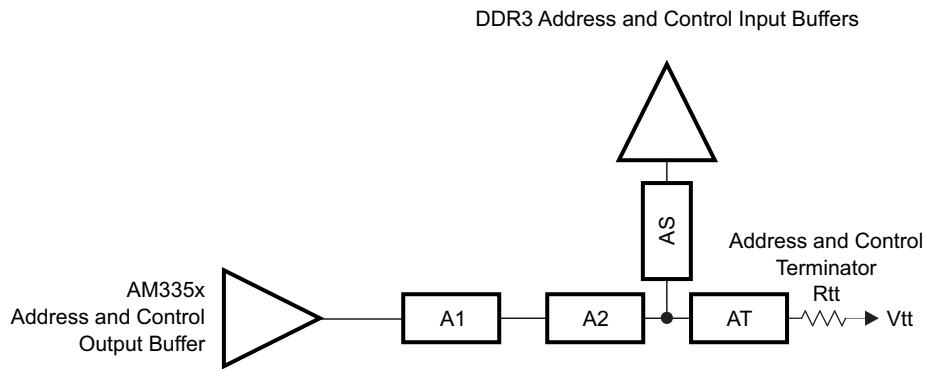 DDR3 Address and Control Input Buffers
AS
Address and Control
Terminator
Rtt
AM335x
Address and Control
Output Buffer
A1
A2
AT
Vtt